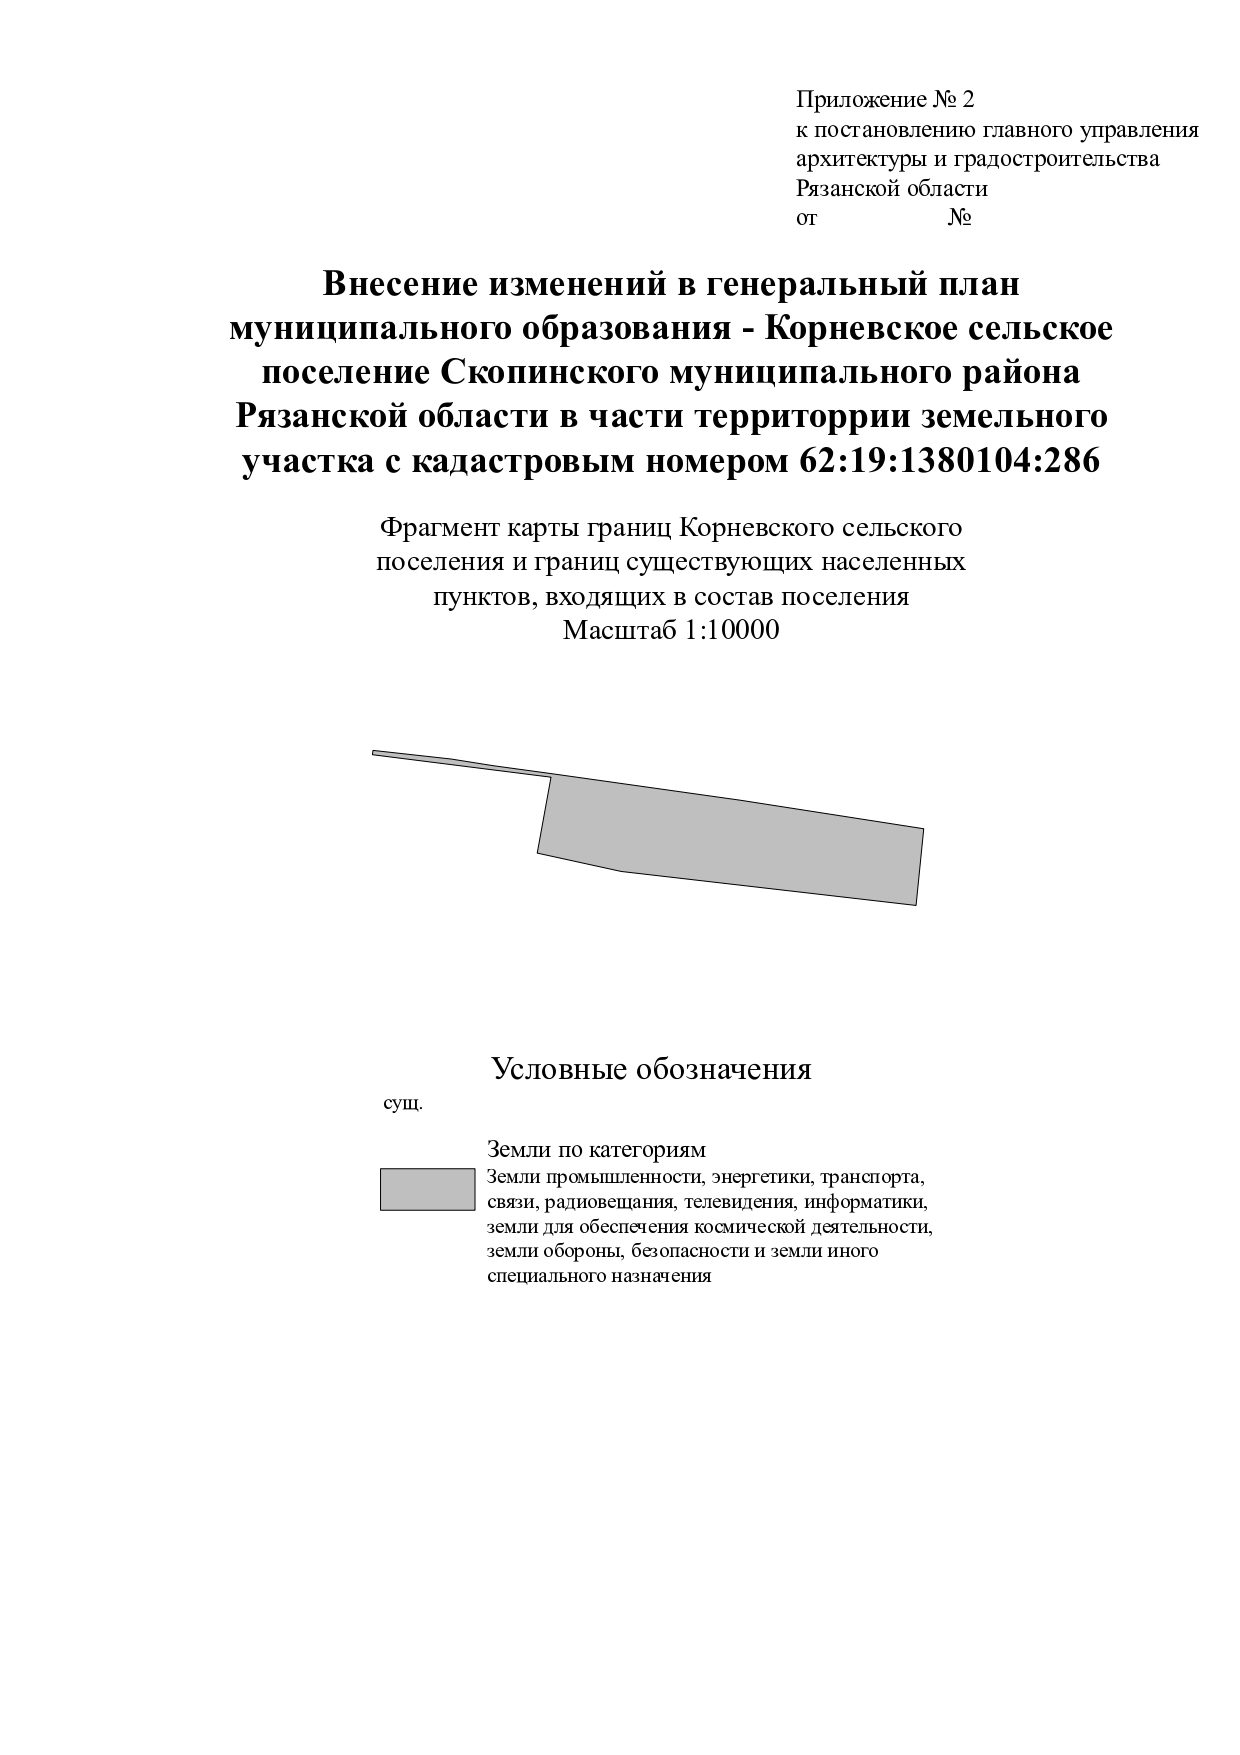 Приложение № 2
к постановлению главного управления
архитектуры и градостроительства
Рязанской области
от №
Внесение изменений в генеральный план
муниципального образования - Корневское сельское
поселение Скопинского муниципального района
Рязанской области в части территоррии земельного
участка с кадастровым номером 62:19:1380104:286
Фрагмент карты границ Корневского сельского
поселения и границ существующих населенных
пунктов, входящих в состав поселения
Масштаб 1:10000
Условные обозначения
сущ.
Земли по категориям
Земли промышленности, энергетики, транспорта,
связи, радиовещания, телевидения, информатики,
земли для обеспечения космической деятельности,
земли обороны, безопасности и земли иного
специального назначения